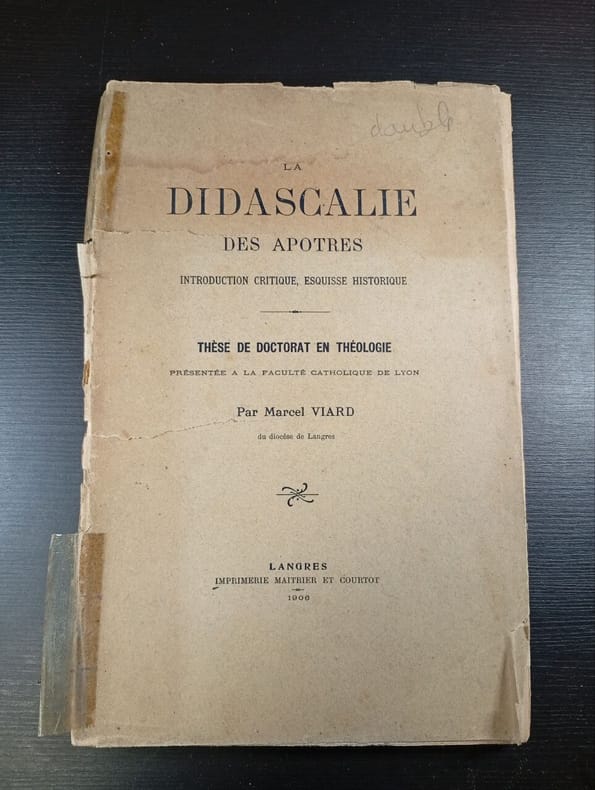 double
LA
DIDASCALIE
DES APOTRES
INTRODUCTION CRITIQUE, ESQUISSE HISTORIQUE
THÈSE DE DOCTORAT EN THÉOLOGIE
PRÉSENTÉE A LA FACULTÉ CATHOLIQUE DE LYON
Par Marcel VIARD
du diocèse de Langres
LANGRES
IMPRIMERIE MAITRIER ET COURTOT
1906